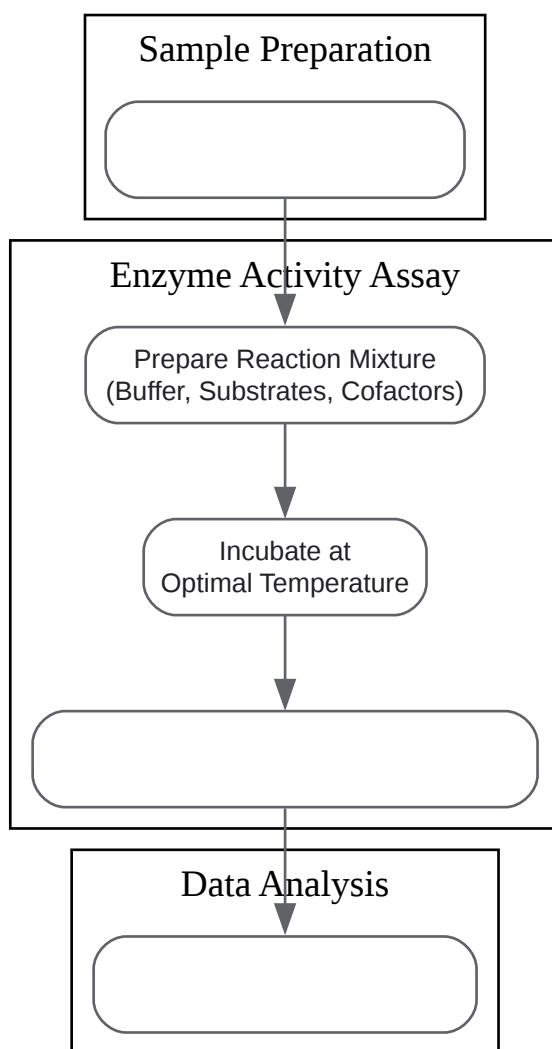 Sample Preparation
Enzyme Activity Assay
Prepare Reaction Mixture
(Buffer, Substrates, Cofactors)
Incubate at
Optimal Temperature
Data Analysis